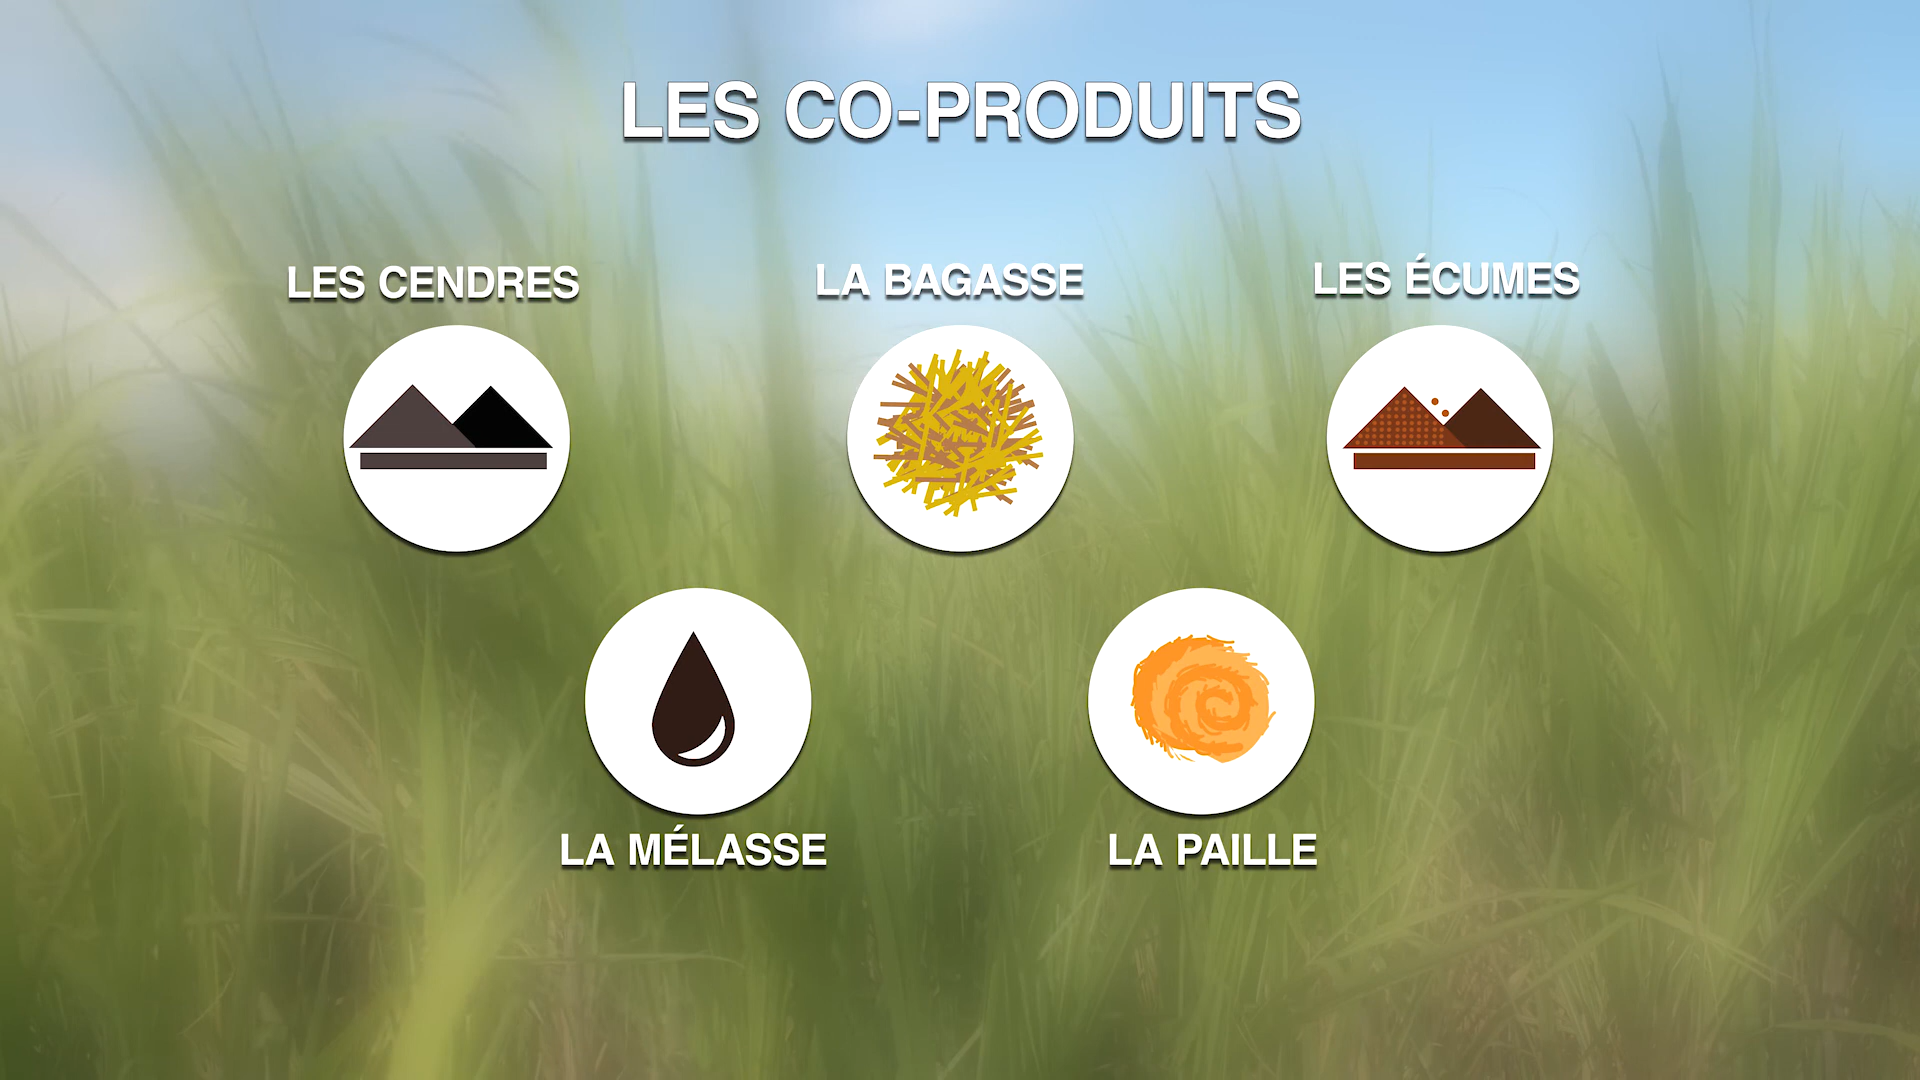 LES CO-PRODUITS
LES CENDRES
LA BAGASSE
LES ÉCUMES
LA MÉLASSE
LA PAILLE